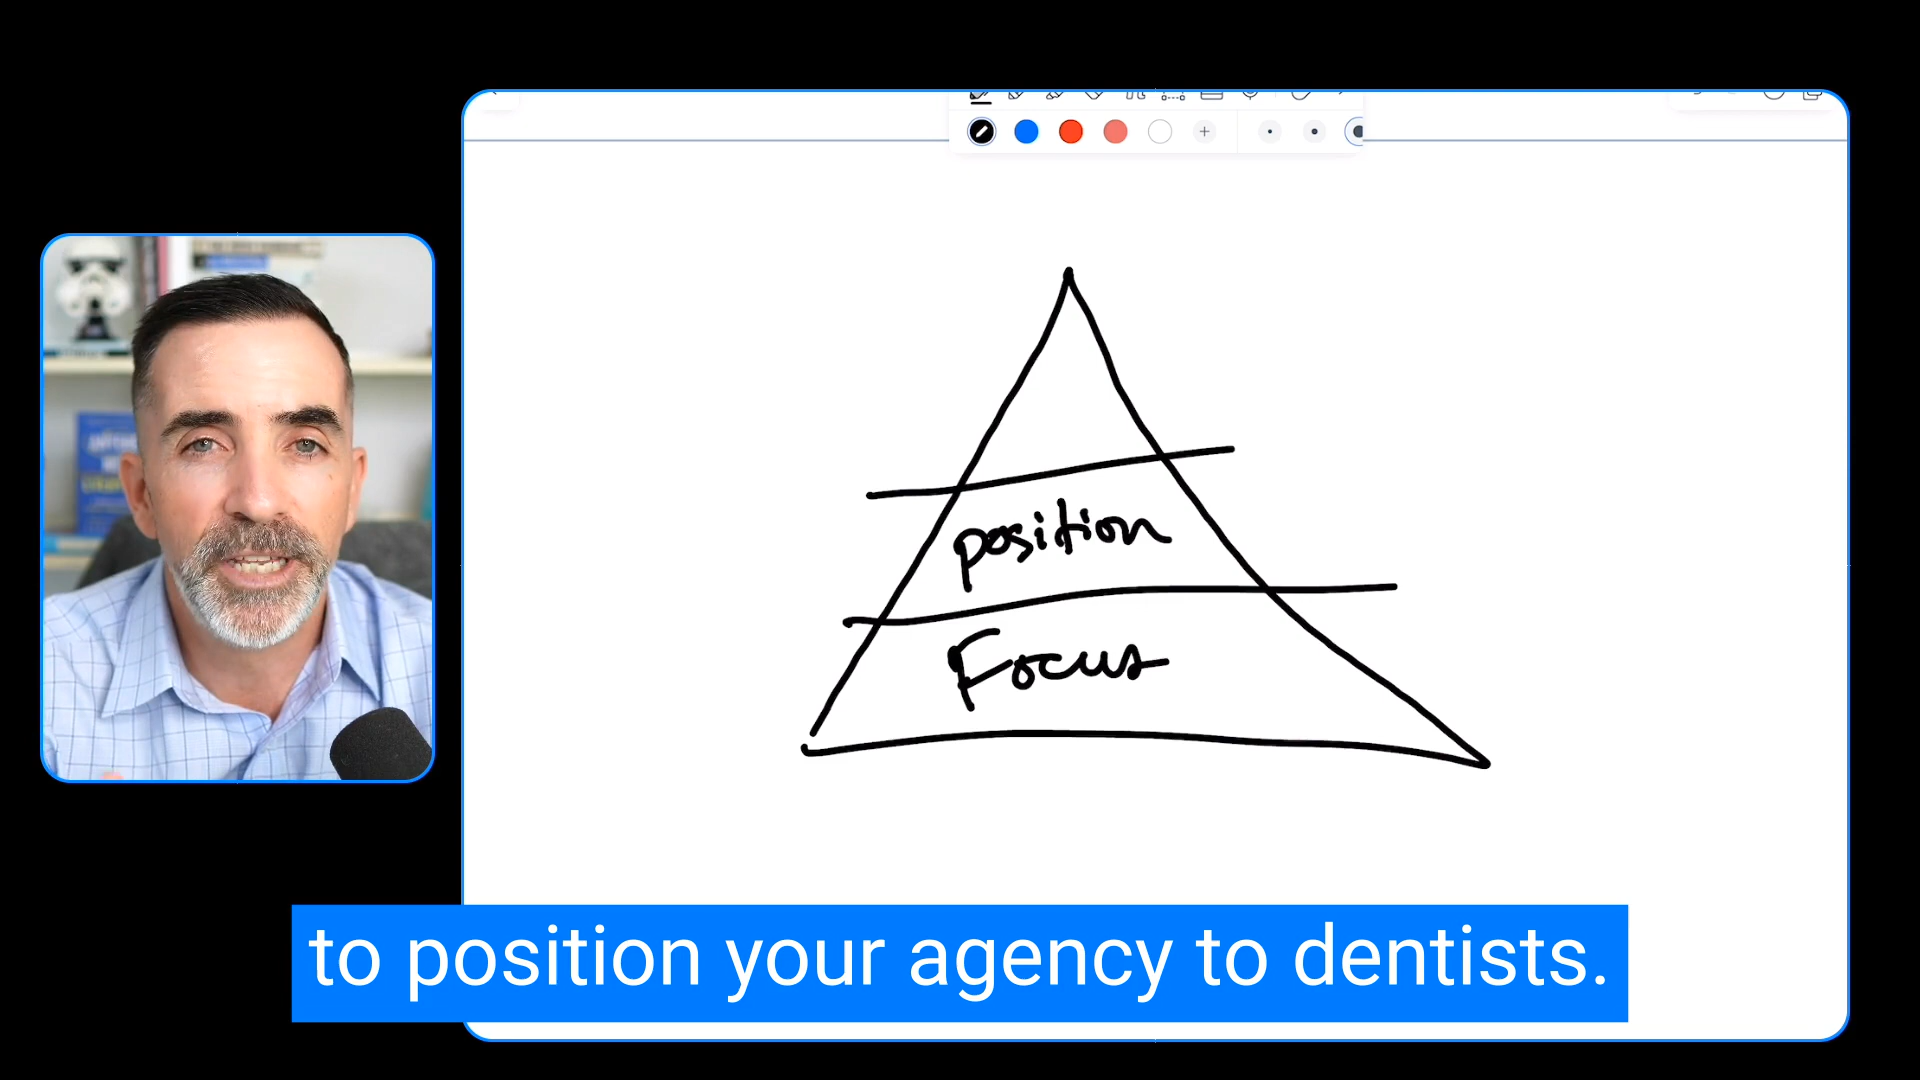 position
Focus
to position your agency to dentists.